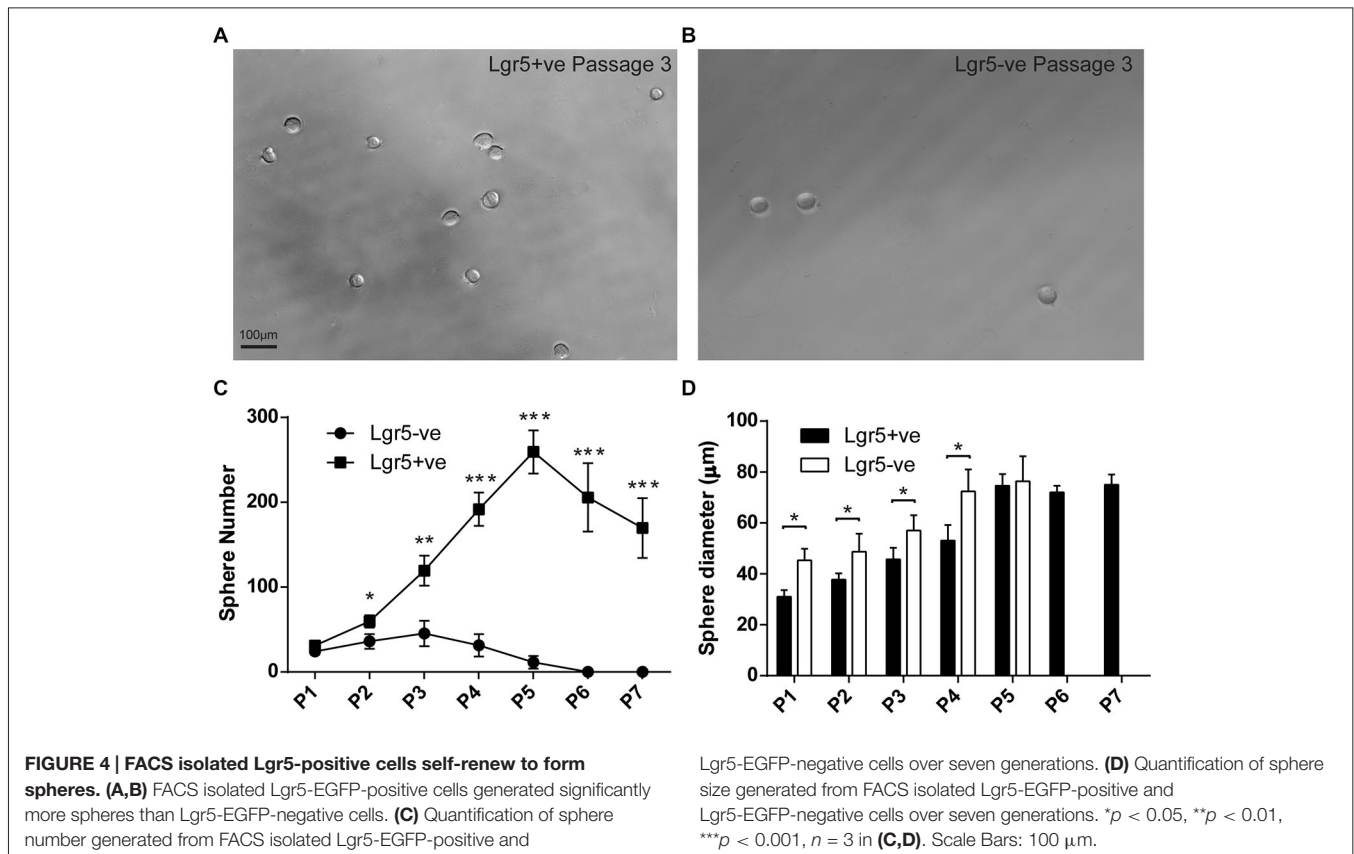 A
Lgr5+ve Passage 3
100µm
B
Lgr5-ve Passage 3
C
Sphere Number
300
200
100
0
Lgr5-ve
Lgr5+ve
*
**
***
***
***
***
P1
P2
P3
P4
P5
P6
P7
D
Sphere diameter (µm)
100
80
60
40
20
0
Lgr5+ve
Lgr5-ve
*
*
*
*
P1
P2
P3
P4
P5
P6
P7
FIGURE 4 | FACS isolated Lgr5-positive cells self-renew to form
spheres. (A,B) FACS isolated Lgr5-EGFP-positive cells generated significantly
more spheres than Lgr5-EGFP-negative cells. (C) Quantification of sphere
number generated from FACS isolated Lgr5-EGFP-positive and
Lgr5-EGFP-negative cells over seven generations. (D) Quantification of sphere
size generated from FACS isolated Lgr5-EGFP-positive and
Lgr5-EGFP-negative cells over seven generations. *p < 0.05, **p < 0.01,
***p < 0.001, n = 3 in (C,D). Scale Bars: 100 µm.